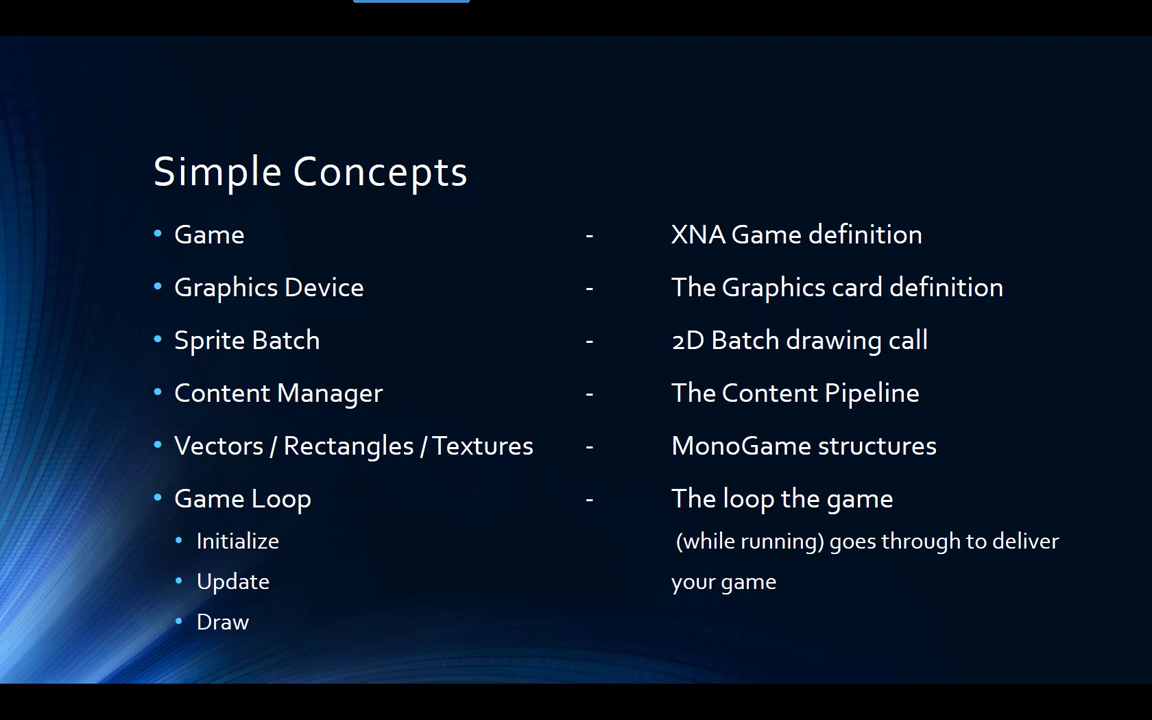 Simple Concepts
• Game - XNA Game definition
• Graphics Device - The Graphics card definition
• Sprite Batch - 2D Batch drawing call
• Content Manager - The Content Pipeline
• Vectors / Rectangles / Textures - MonoGame structures
• Game Loop - The loop the game
• Initialize (while running) goes through to deliver
• Update your game
• Draw